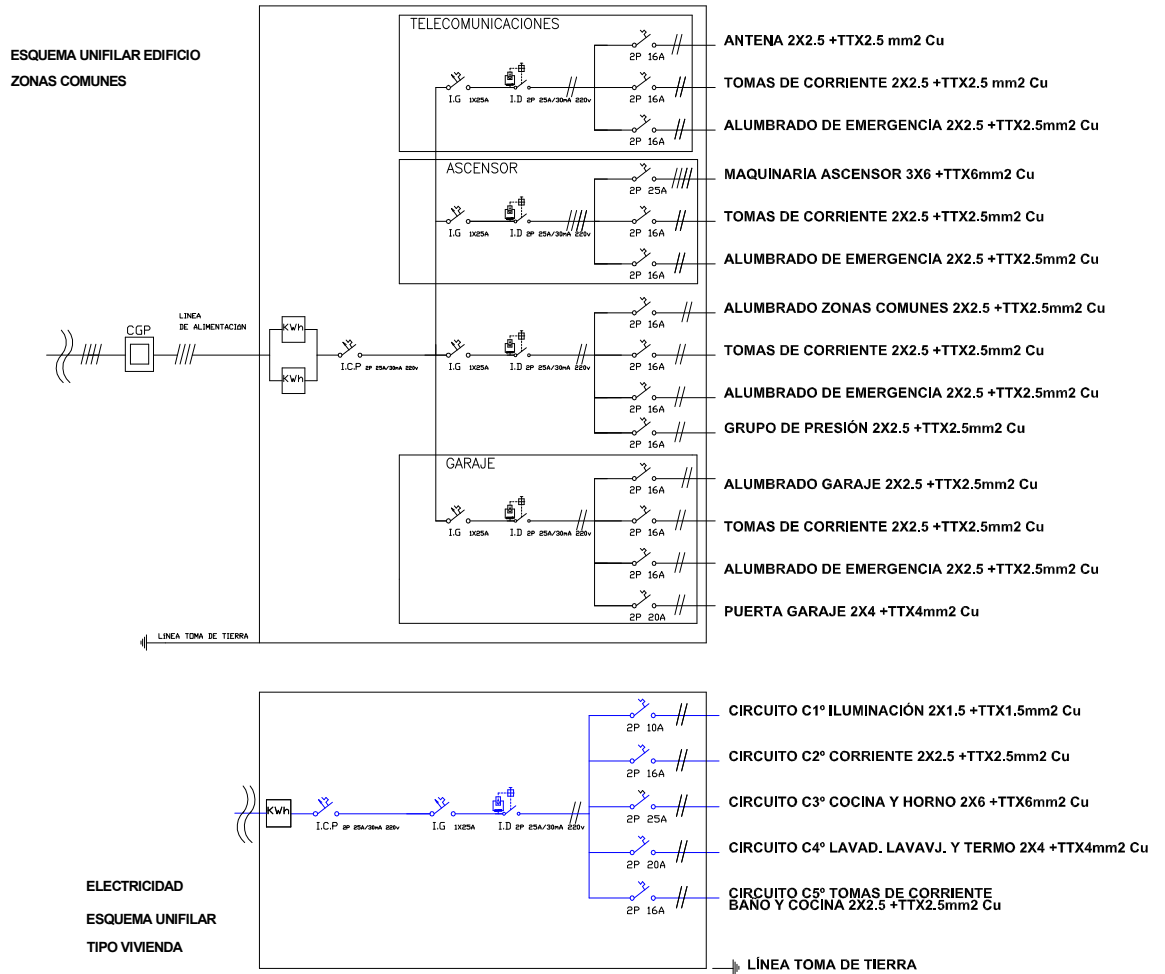 ESQUEMA UNIFILAR EDIFICIO
ZONAS COMUNES
TELECOMUNICACIONES
I.G 1X25A
I.D 2P 25A/30mA 220v
2P 16A
ANTENA 2X2.5 +TTX2.5 mm2 Cu
2P 16A
TOMAS DE CORRIENTE 2X2.5 +TTX2.5 mm2 Cu
2P 16A
ALUMBRADO DE EMERGENCIA 2X2.5 +TTX2.5mm2 Cu
ASCENSOR
I.G 1X25A
I.D 2P 25A/30mA 220v
2P 25A
MAQUINARIA ASCENSOR 3X6 +TTX6mm2 Cu
2P 16A
TOMAS DE CORRIENTE 2X2.5 +TTX2.5mm2 Cu
2P 16A
ALUMBRADO DE EMERGENCIA 2X2.5 +TTX2.5mm2 Cu
CGP
LINEA
DE ALIMENTACIÓN
KWh
KWh
I.C.P 2P 25A/30mA 220v
I.G 1X25A
I.D 2P 25A/30mA 220v
2P 16A
ALUMBRADO ZONAS COMUNES 2X2.5 +TTX2.5mm2 Cu
2P 16A
TOMAS DE CORRIENTE 2X2.5 +TTX2.5mm2 Cu
2P 16A
ALUMBRADO DE EMERGENCIA 2X2.5 +TTX2.5mm2 Cu
2P 16A
GRUPO DE PRESIÓN 2X2.5 +TTX2.5mm2 Cu
GARAJE
I.G 1X25A
I.D 2P 25A/30mA 220v
2P 16A
ALUMBRADO GARAJE 2X2.5 +TTX2.5mm2 Cu
2P 16A
TOMAS DE CORRIENTE 2X2.5 +TTX2.5mm2 Cu
2P 16A
ALUMBRADO DE EMERGENCIA 2X2.5 +TTX2.5mm2 Cu
2P 20A
PUERTA GARAJE 2X4 +TTX4mm2 Cu
LíNEA TOMA DE TIERRA
KWh
I.C.P 2P 25A/30mA 220v
I.G 1X25A
I.D 2P 25A/30mA 220v
2P 10A
CIRCUITO C1º ILUMINACIÓN 2X1.5 +TTX1.5mm2 Cu
2P 16A
CIRCUITO C2º CORRIENTE 2X2.5 +TTX2.5mm2 Cu
2P 25A
CIRCUITO C3º COCINA Y HORNO 2X6 +TTX6mm2 Cu
2P 20A
CIRCUITO C4º LAVAD. LAVAVJ. Y TERMO 2X4 +TTX4mm2 Cu
2P 16A
CIRCUITO C5º TOMAS DE CORRIENTE
BAÑO Y COCINA 2X2.5 +TTX2.5mm2 Cu
ELECTRICIDAD
ESQUEMA UNIFILAR
TIPO VIVIENDA
LÍNEA TOMA DE TIERRA